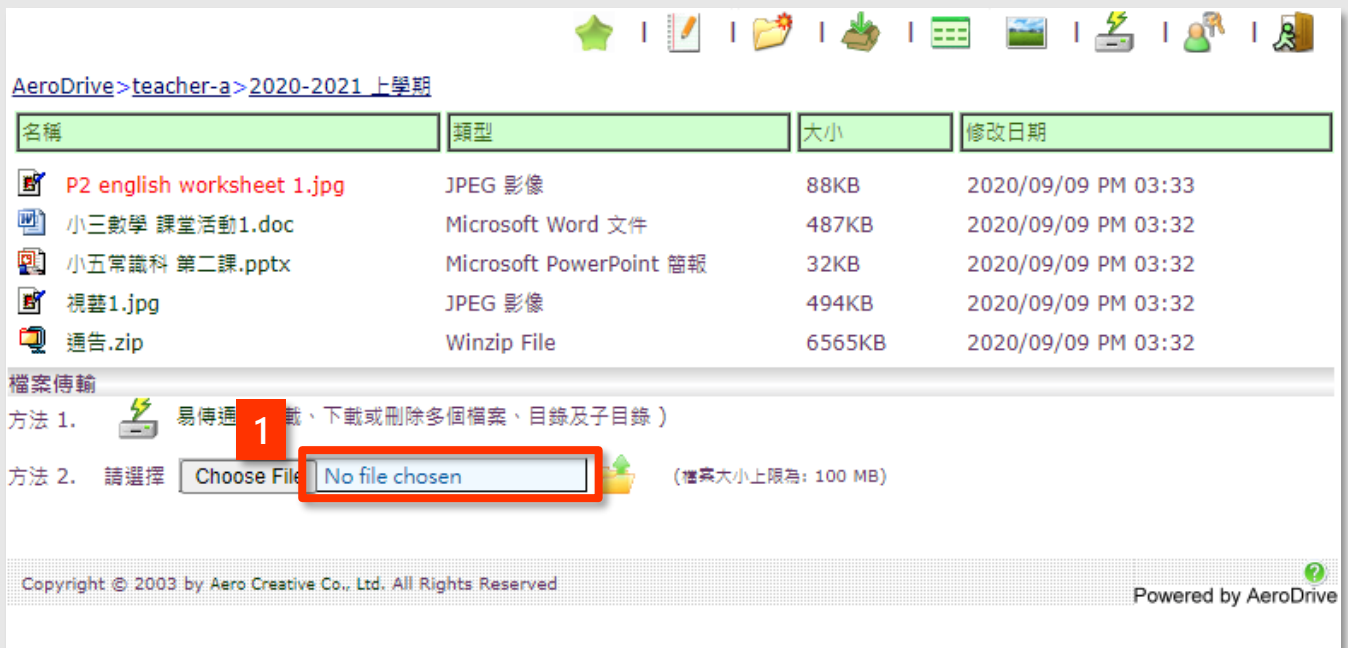 AeroDrive>teacher-a>2020-2021 上學期
名稱 類型 大小 修改日期
P2 english worksheet 1.jpg JPEG 影像 88KB 2020/09/09 PM 03:33
小三數學 課堂活動1.doc Microsoft Word 文件 487KB 2020/09/09 PM 03:32
小五常識科 第二課.pptx Microsoft PowerPoint 簡報 32KB 2020/09/09 PM 03:32
視藝1.jpg JPEG 影像 494KB 2020/09/09 PM 03:32
通告.zip Winzip File 6565KB 2020/09/09 PM 03:32
檔案傳輸
方法 1. 易傳通 載、下載或刪除多個檔案、目錄及子目錄 )
1
方法 2. 請選擇 Choose File No file chosen (檔案大小上限為: 100 MB)
Copyright © 2003 by Aero Creative Co., Ltd. All Rights Reserved
Powered by AeroDrive